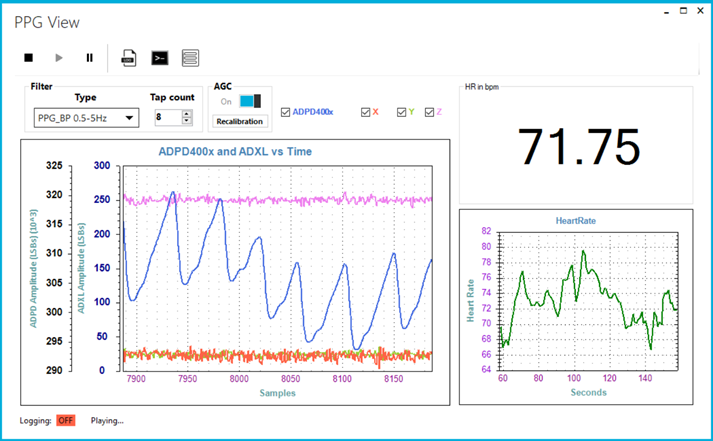 PPG View
LOG
>-
Filter
Type
Tap count
PPG_BP 0.5-5Hz
8
AGC
On
Recalibration
ADPD400x
X
Y
Z
HR in bpm
71.75
ADPD400x and ADXL vs Time
ADPD Amplitude (LSBs) (10^3)
325
320
315
310
305
300
295
290
ADXL Amplitude (LSBs)
300
250
200
150
100
50
0
7900 7950 8000 8050 8100 8150
Samples
HeartRate
Heart Rate
82
80
78
76
74
72
70
68
66
64
60 80 100 120 140
Seconds
Logging: OFF Playing...